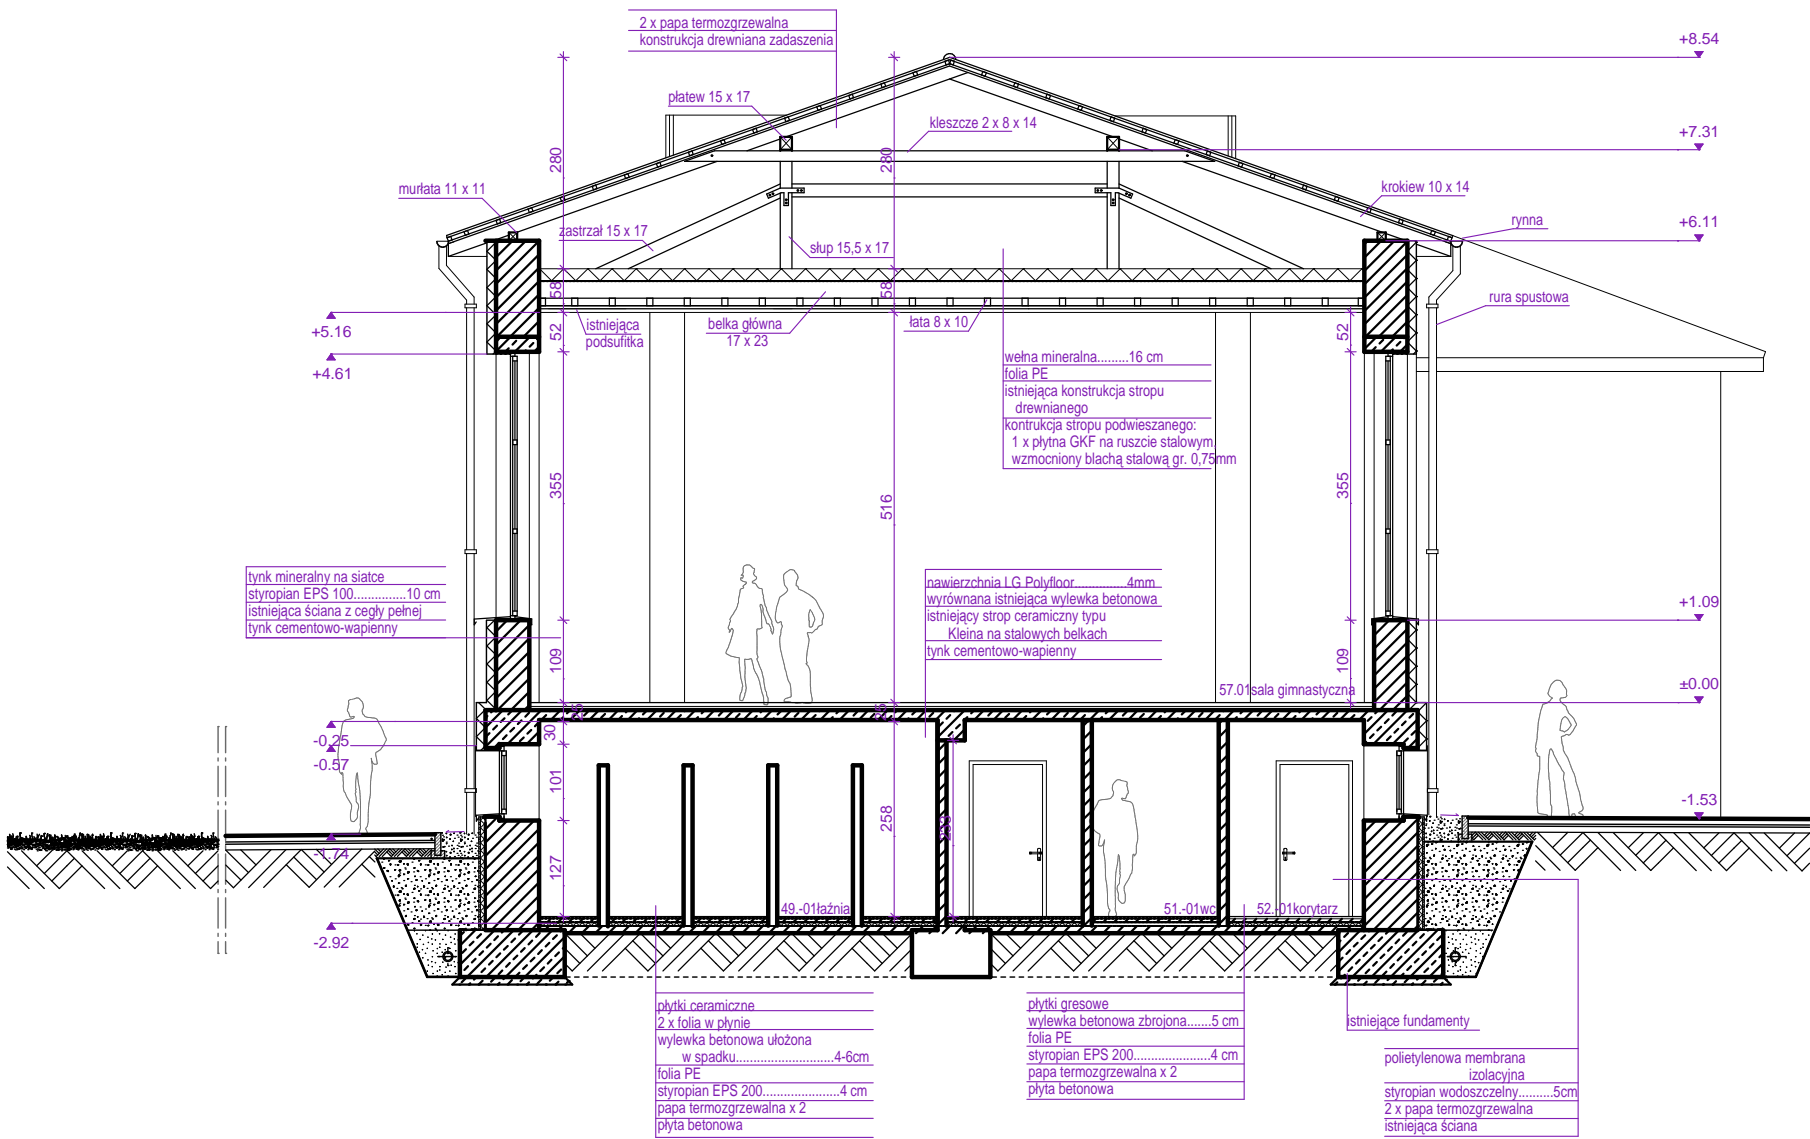 2 x papa termozgrzewalna
konstrukcja drewniana zadaszenia
+8.54
płatew 15 x 17
kleszcze 2 x 8 x 14
+7.31
280
280
murłata 11 x 11
krokiew 10 x 14
rynna
+6.11
zastrzał 15 x 17
słup 15,5 x 17
58
58
rura spustowa
+5.16
istniejąca
podsufitka
belka główna
17 x 23
łata 8 x 10
52
52
+4.61
wełna mineralna.........16 cm
folia PE
istniejąca konstrukcja stropu
drewnianego
kontrukcja stropu podwieszanego:
1 x płytna GKF na ruszcie stalowym
wzmocniony blachą stalową gr. 0,75mm
355
516
355
tynk mineralny na siatce
styropian EPS 100...............10 cm
istniejąca ściana z cegły pełnej
tynk cementowo-wapienny
nawierzchnia LG Polyfloor...............4mm
wyrównana istniejąca wylewka betonowa
istniejący strop ceramiczny typu
Kleina na stalowych belkach
tynk cementowo-wapienny
+1.09
109
109
57.01sala gimnastyczna
±0.00
25
25
30
-0.25
-0.57
101
258
-1.53
-1.74
127
49.-01łaźnia
51.-01wc
52.-01korytarz
-2.92
płytki ceramiczne
2 x folia w płynie
wylewka betonowa ułożona
w spadku..........................4-6cm
folia PE
styropian EPS 200.....................4 cm
papa termozgrzewalna x 2
płyta betonowa
płytki gresowe
wylewka betonowa zbrojona.......5 cm
folia PE
styropian EPS 200.....................4 cm
papa termozgrzewalna x 2
płyta betonowa
istniejące fundamenty
polietylenowa membrana
izolacyjna
styropian wodoszczelny..........5cm
2 x papa termozgrzewalna
istniejąca ściana